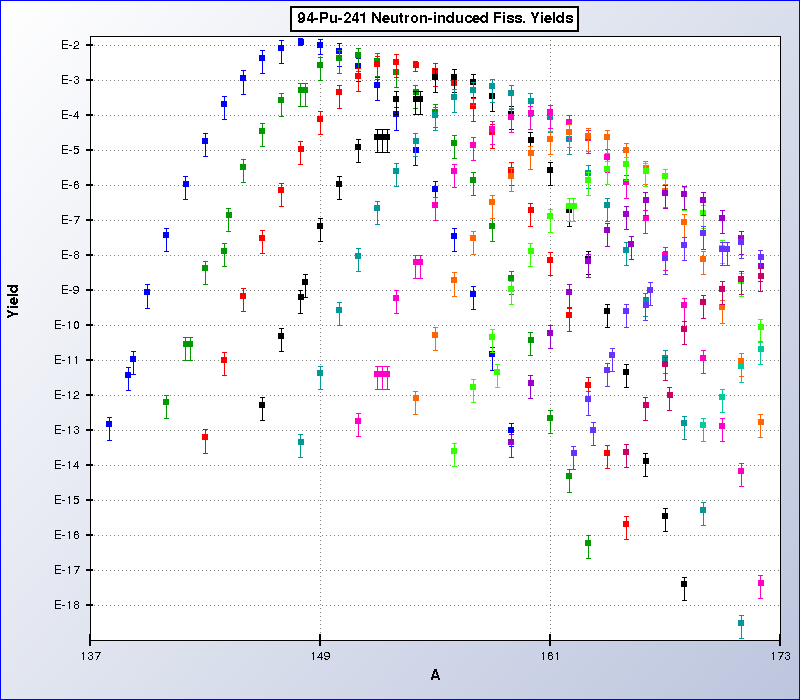 94-Pu-241 Neutron-induced Fiss. Yields
E-2
E-3
E-4
E-5
E-6
E-7
E-8
E-9
E-10
E-11
E-12
E-13
E-14
E-15
E-16
E-17
E-18
Yield
137
149
161
173
A